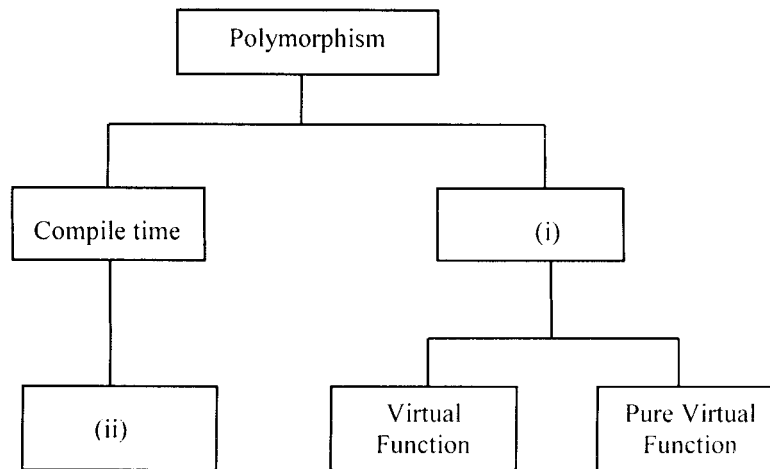 Polymorphism
Compile time
(i)
(ii)
Virtual
Function
Pure Virtual
Function